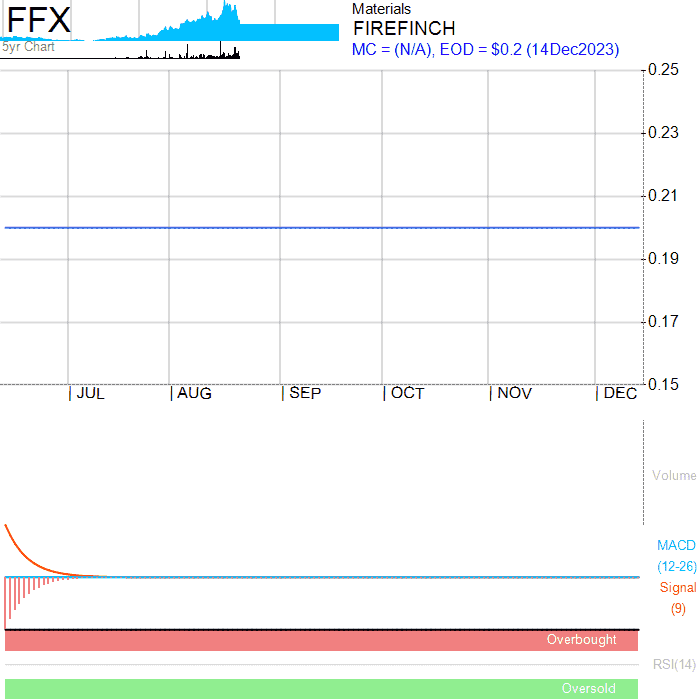 FFX
5yr Chart
Materials
FIREFINCH
MC = (N/A), EOD = $0.2 (14Dec2023)
0.25
0.23
0.21
0.19
0.17
0.15
JUL AUG SEP OCT NOV DEC
Volume
MACD
(12-26)
Signal
(9)
Overbought
RSI(14)
Oversold